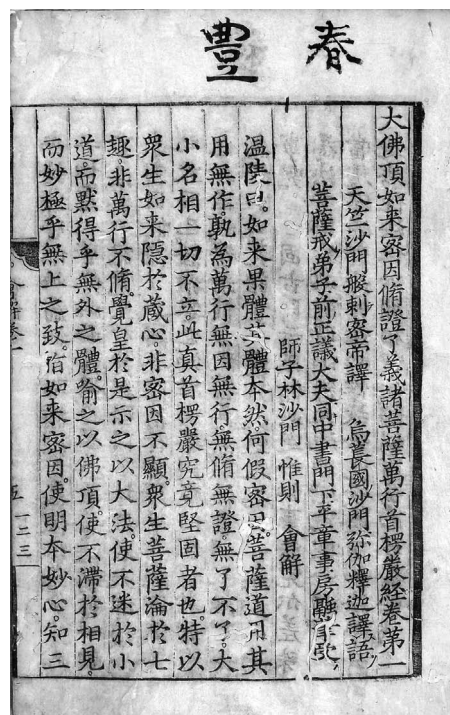 春豊
大佛頂如来密因脩證了義諸菩薩萬行首楞嚴經卷第一
天竺沙門般剌密帝譯　烏萇國沙門弥伽釋迦譯語
菩薩戒弟子前正議大夫同中書門下平章事房融筆受
師子林沙門　惟則　會解
温陵曰。如来果體其體本然。何假密因。菩薩道用其
用無作。孰為萬行。無因無行。無脩無證。無了不了。大
小名相一切不立。此真首楞嚴究竟堅固者也。特以
衆生如来隱於蔵心。非密因不顯。衆生菩薩淪於七
趣。非萬行不脩。覺皇於是示之以大法。使不迷於小
道。而黙得乎無外之體。喻之以佛頂。使不滯於相見。
而妙極乎無上之致。指如来密因。使明本妙心。知三
五　一二三